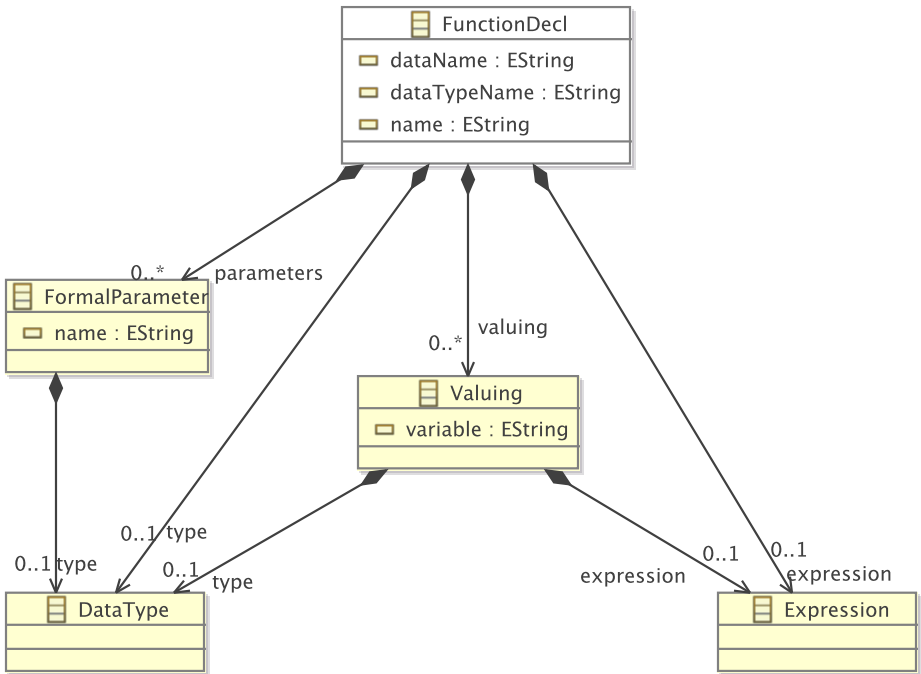 FunctionDecl
dataName : EString
dataTypeName : EString
name : EString
0..*
parameters
FormalParameter
name : EString
valuing
0..*
Valuing
variable : EString
0..1 type
0..1 type
0..1
type
0..1
expression
0..1
expression
DataType
Expression